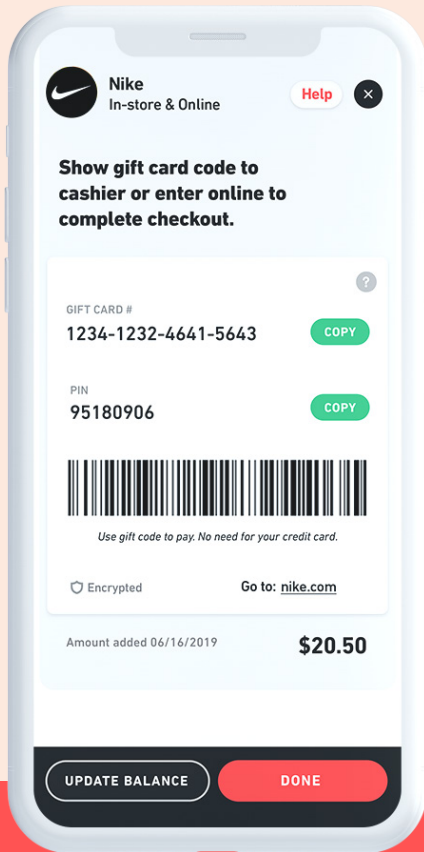 Nike
In-store & Online
Help
Show gift card code to
cashier or enter online to
complete checkout.
?
GIFT CARD #
1234-1232-4641-5643
COPY
PIN
95180906
COPY
Use gift code to pay. No need for your credit card.
Encrypted
Go to: nike.com
Amount added 06/16/2019
$20.50
UPDATE BALANCE
DONE